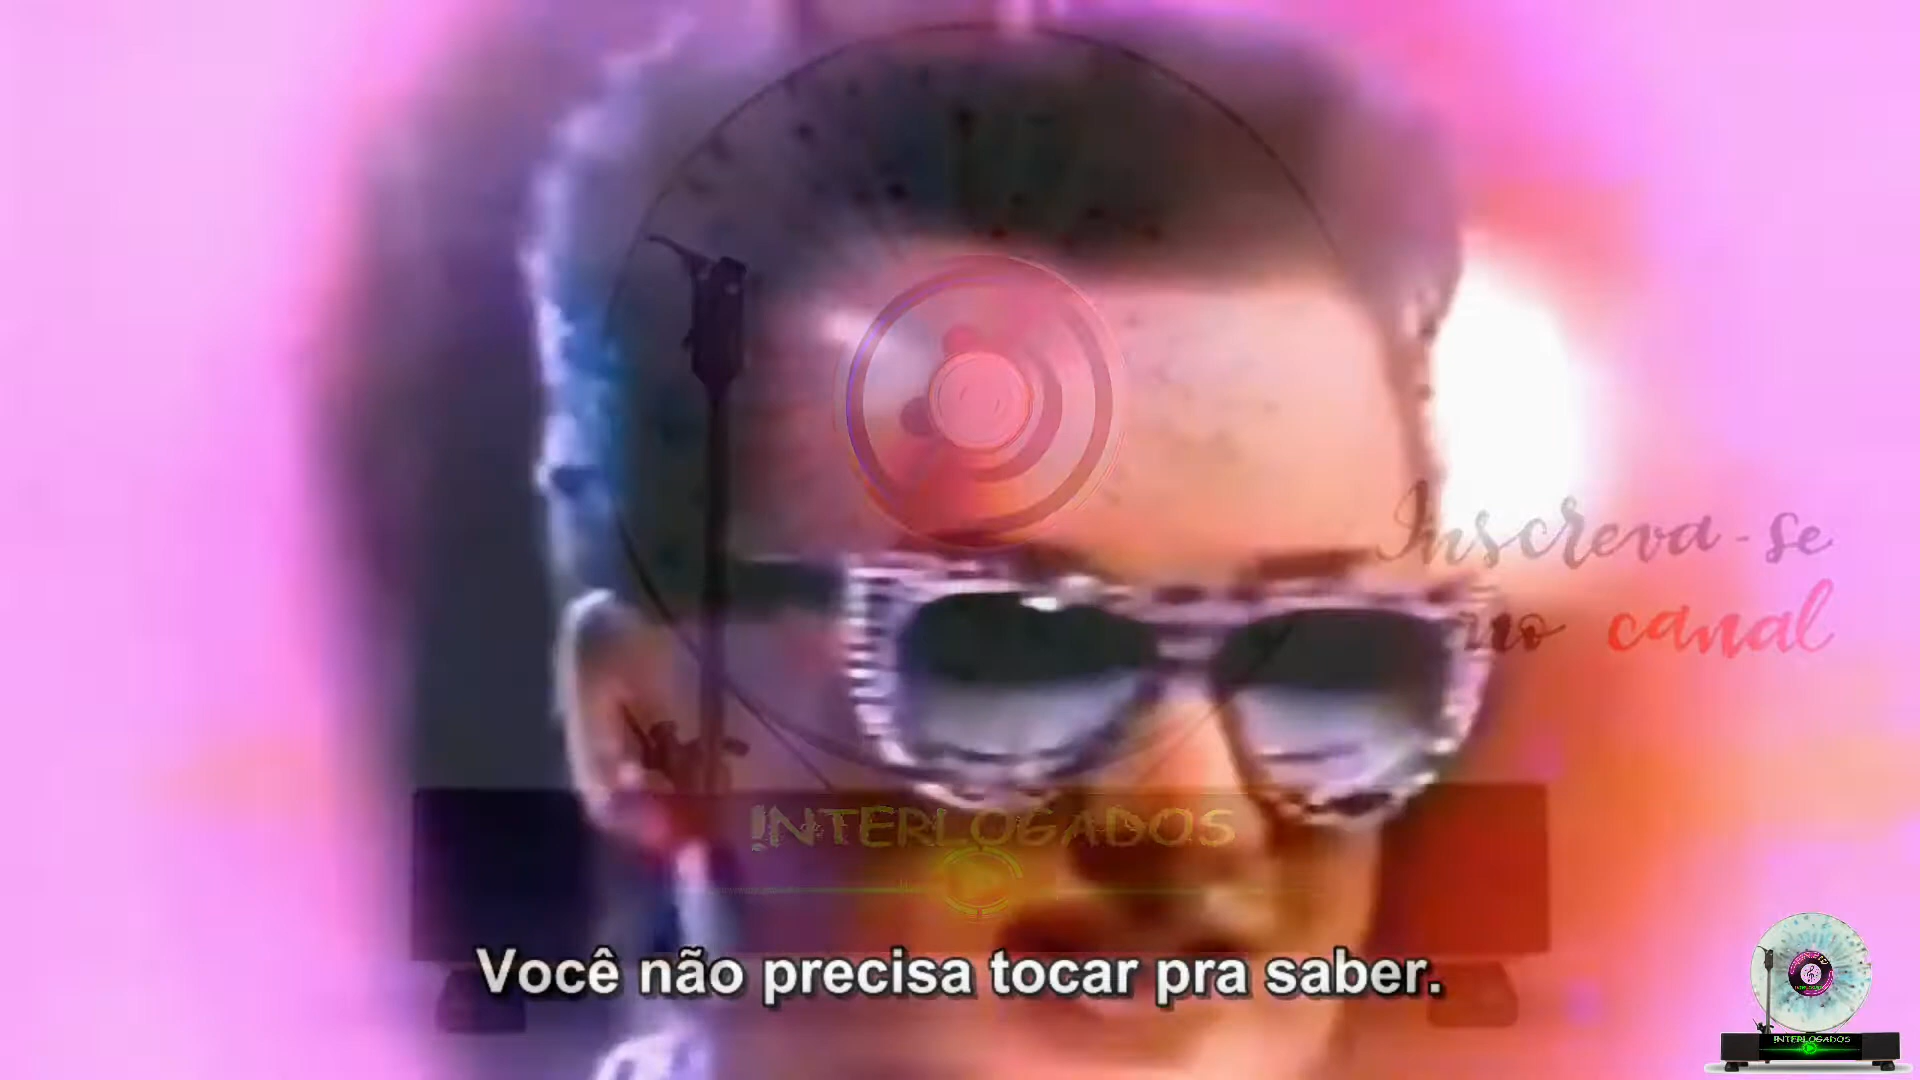 Inscreva-se
no canal
INTERLOGADOS
Você não precisa tocar pra saber.
INTERLOGADOS